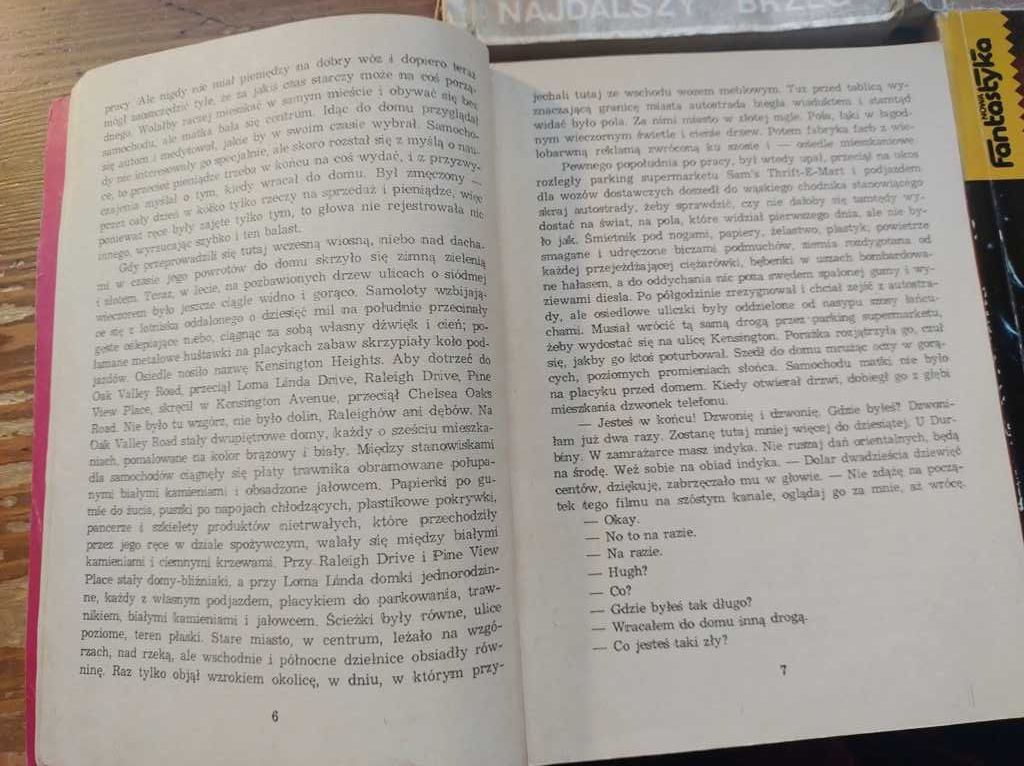 NAJDALSZY BRZEG
NOWA
Fantastyka
pracy. Ale nigdy nie miał pieniędzy na dobry wóz i dopiero teraz
mógł zaoszczędzić tyle, że za jakiś czas starczy może na coś porzą-
dnego. Wolałby raczej mieszkać w samym mieście i obywać się bez
samochodu, ale matka bała się centrum. Idąc do domu przyglądał
się autom i medytował, jakie by w swoim czasie wybrał. Samocho-
dy nie interesowały go specjalnie, ale skoro rozstał się z myślą o nau-
ce, to przecież pieniądze trzeba w końcu na coś wydać, i z przyzwy-
czajenia myślał o tym, kiedy wracał do domu. Był zmęczony —
przez cały dzień w kółko tylko rzeczy na sprzedaż i pieniądze, więc
ponieważ ręce były zajęte tylko tym, to głowa nie rejestrowała nic
innego, wyrzucając szybko i ten balast.
Gdy przeprowadzili się tutaj wczesną wiosną, niebo nad dacha-
mi w czasie jego powrotów do domu skrzyło się zimną zielenią
i złotem. Teraz, w lecie, na pozbawionych drzew ulicach o siódmej
wieczorem było jeszcze ciągle widno i gorąco. Samoloty wzbijają-
ce się z lotniska oddalonego o dziesięć mil na południe przecinały
gęste oślepiające niebo, ciągnąc za sobą własny dźwięk i cień; po-
łamane metalowe huśtawki na placykach zabaw skrzypiały koło pod-
jazdów. Osiedle nosiło nazwę Kensington Heights. Aby dotrzeć do
Oak Valley Road, przeciął Loma Linda Drive, Raleigh Drive, Pine
View Place, skręcił w Kensington Avenue, przeciął Chelsea Oaks
Road. Nie było tu wzgórz, nie było dolin, Raleighów ani dębów. Na
Oak Valley Road stały dwupiętrowe domy, każdy o sześciu mieszka-
niach, pomalowane na kolor brązowy i biały. Między stanowiskami
dla samochodów ciągnęły się płaty trawnika obramowane połupa-
nymi białymi kamieniami i obsadzone jałowcem. Papierki po gu-
mie do żucia, puszki po napojach chłodzących, plastikowe pokrywki,
pancerze i szkielety produktów nietrwałych, które przechodziły
przez jego ręce w dziale spożywczym, walały się między białymi
kamieniami i ciemnymi krzewami. Przy Raleigh Drive i Pine View
Place stały domy-bliźniaki, a przy Loma Linda domki jednorodzin-
ne, każdy z własnym podjazdem, placykiem do parkowania, traw-
nikiem, białymi kamieniami i jałowcem. Ścieżki były równe, ulice
poziome, teren płaski. Stare miasto, w centrum, leżało na wzgó-
rzach, nad rzeką, ale wschodnie i północne dzielnice obsiadły rów-
ninę. Raz tylko objął wzrokiem okolicę, w dniu, w którym przy-
6
jechali tutaj ze wschodu wozem meblowym. Tuż przed tablicą wy-
znaczającą granicę miasta autostrada biegła wiaduktem i stamtąd
widać było pola. Za nimi miasto w złotej mgle. Pola, łąki w łagod-
nym wieczornym świetle i cienie drzew. Potem fabryka farb z wie-
lobarwną reklamą zwróconą ku szosie i — osiedle mieszkaniowe.
Pewnego popołudnia po pracy, był wtedy upał, przeciął na ukos
rozległy parking supermarketu Sam's Thrift-E-Mart i podjazdem
dla wozów dostawczych doszedł do wąskiego chodnika stanowiącego
skraj autostrady, żeby sprawdzić, czy nie dałoby się tamtędy wy-
dostać na świat, na pola, które widział pierwszego dnia, ale nie by-
ło jak. Śmietnik pod nogami, papiery, żelastwo, plastyk, powietrze
smagane i udręczone biczami podmuchów, ziemia rozdygotana od
każdej przejeżdżającej ciężarówki, bębenki w uszach bombardowa-
ne hałasem, a do oddychania nic poza swędem spalonej gumy i wy-
ziewami diesla. Po półgodzinie zrezygnował i chciał zejść z autostra-
dy, ale osiedlowe uliczki były oddzielone od nasypu szosy łańcu-
chami. Musiał wrócić tą samą drogą przez parking supermarketu,
żeby wydostać się na ulicę Kensington. Porażka rozjątrzyła go, czuł
się, jakby go ktoś poturbował. Szedł do domu mrużąc oczy w gorą-
cych, poziomych promieniach słońca. Samochodu matki nie było
na placyku przed domem. Kiedy otwierał drzwi, dobiegł go z głębi
mieszkania dzwonek telefonu.
— Jesteś w końcu! Dzwonię i dzwonię. Gdzie byłeś? Dzwoni-
łam już dwa razy. Zostanę tutaj mniej więcej do dziesiątej. U Dur-
biny. W zamrażarce masz indyka. Nie ruszaj dań orientalnych, będą
na środę. Weź sobie na obiad indyka. — Dolar dwadzieścia dziewięć
centów, dziękuję, zabrzęczało mu w głowie. — Nie zdążę na począ-
tek tego filmu na szóstym kanale, oglądaj go za mnie, aż wrócę.
— Okay.
— No to na razie.
— Na razie.
— Hugh?
— Co?
— Gdzie byłeś tak długo?
— Wracałem do domu inną drogą.
— Co jesteś taki zły?
7